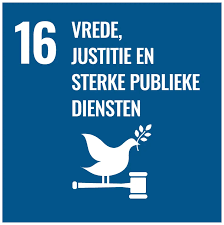 16 VREDE,
JUSTITIE EN
STERKE PUBLIEKE
DIENSTEN